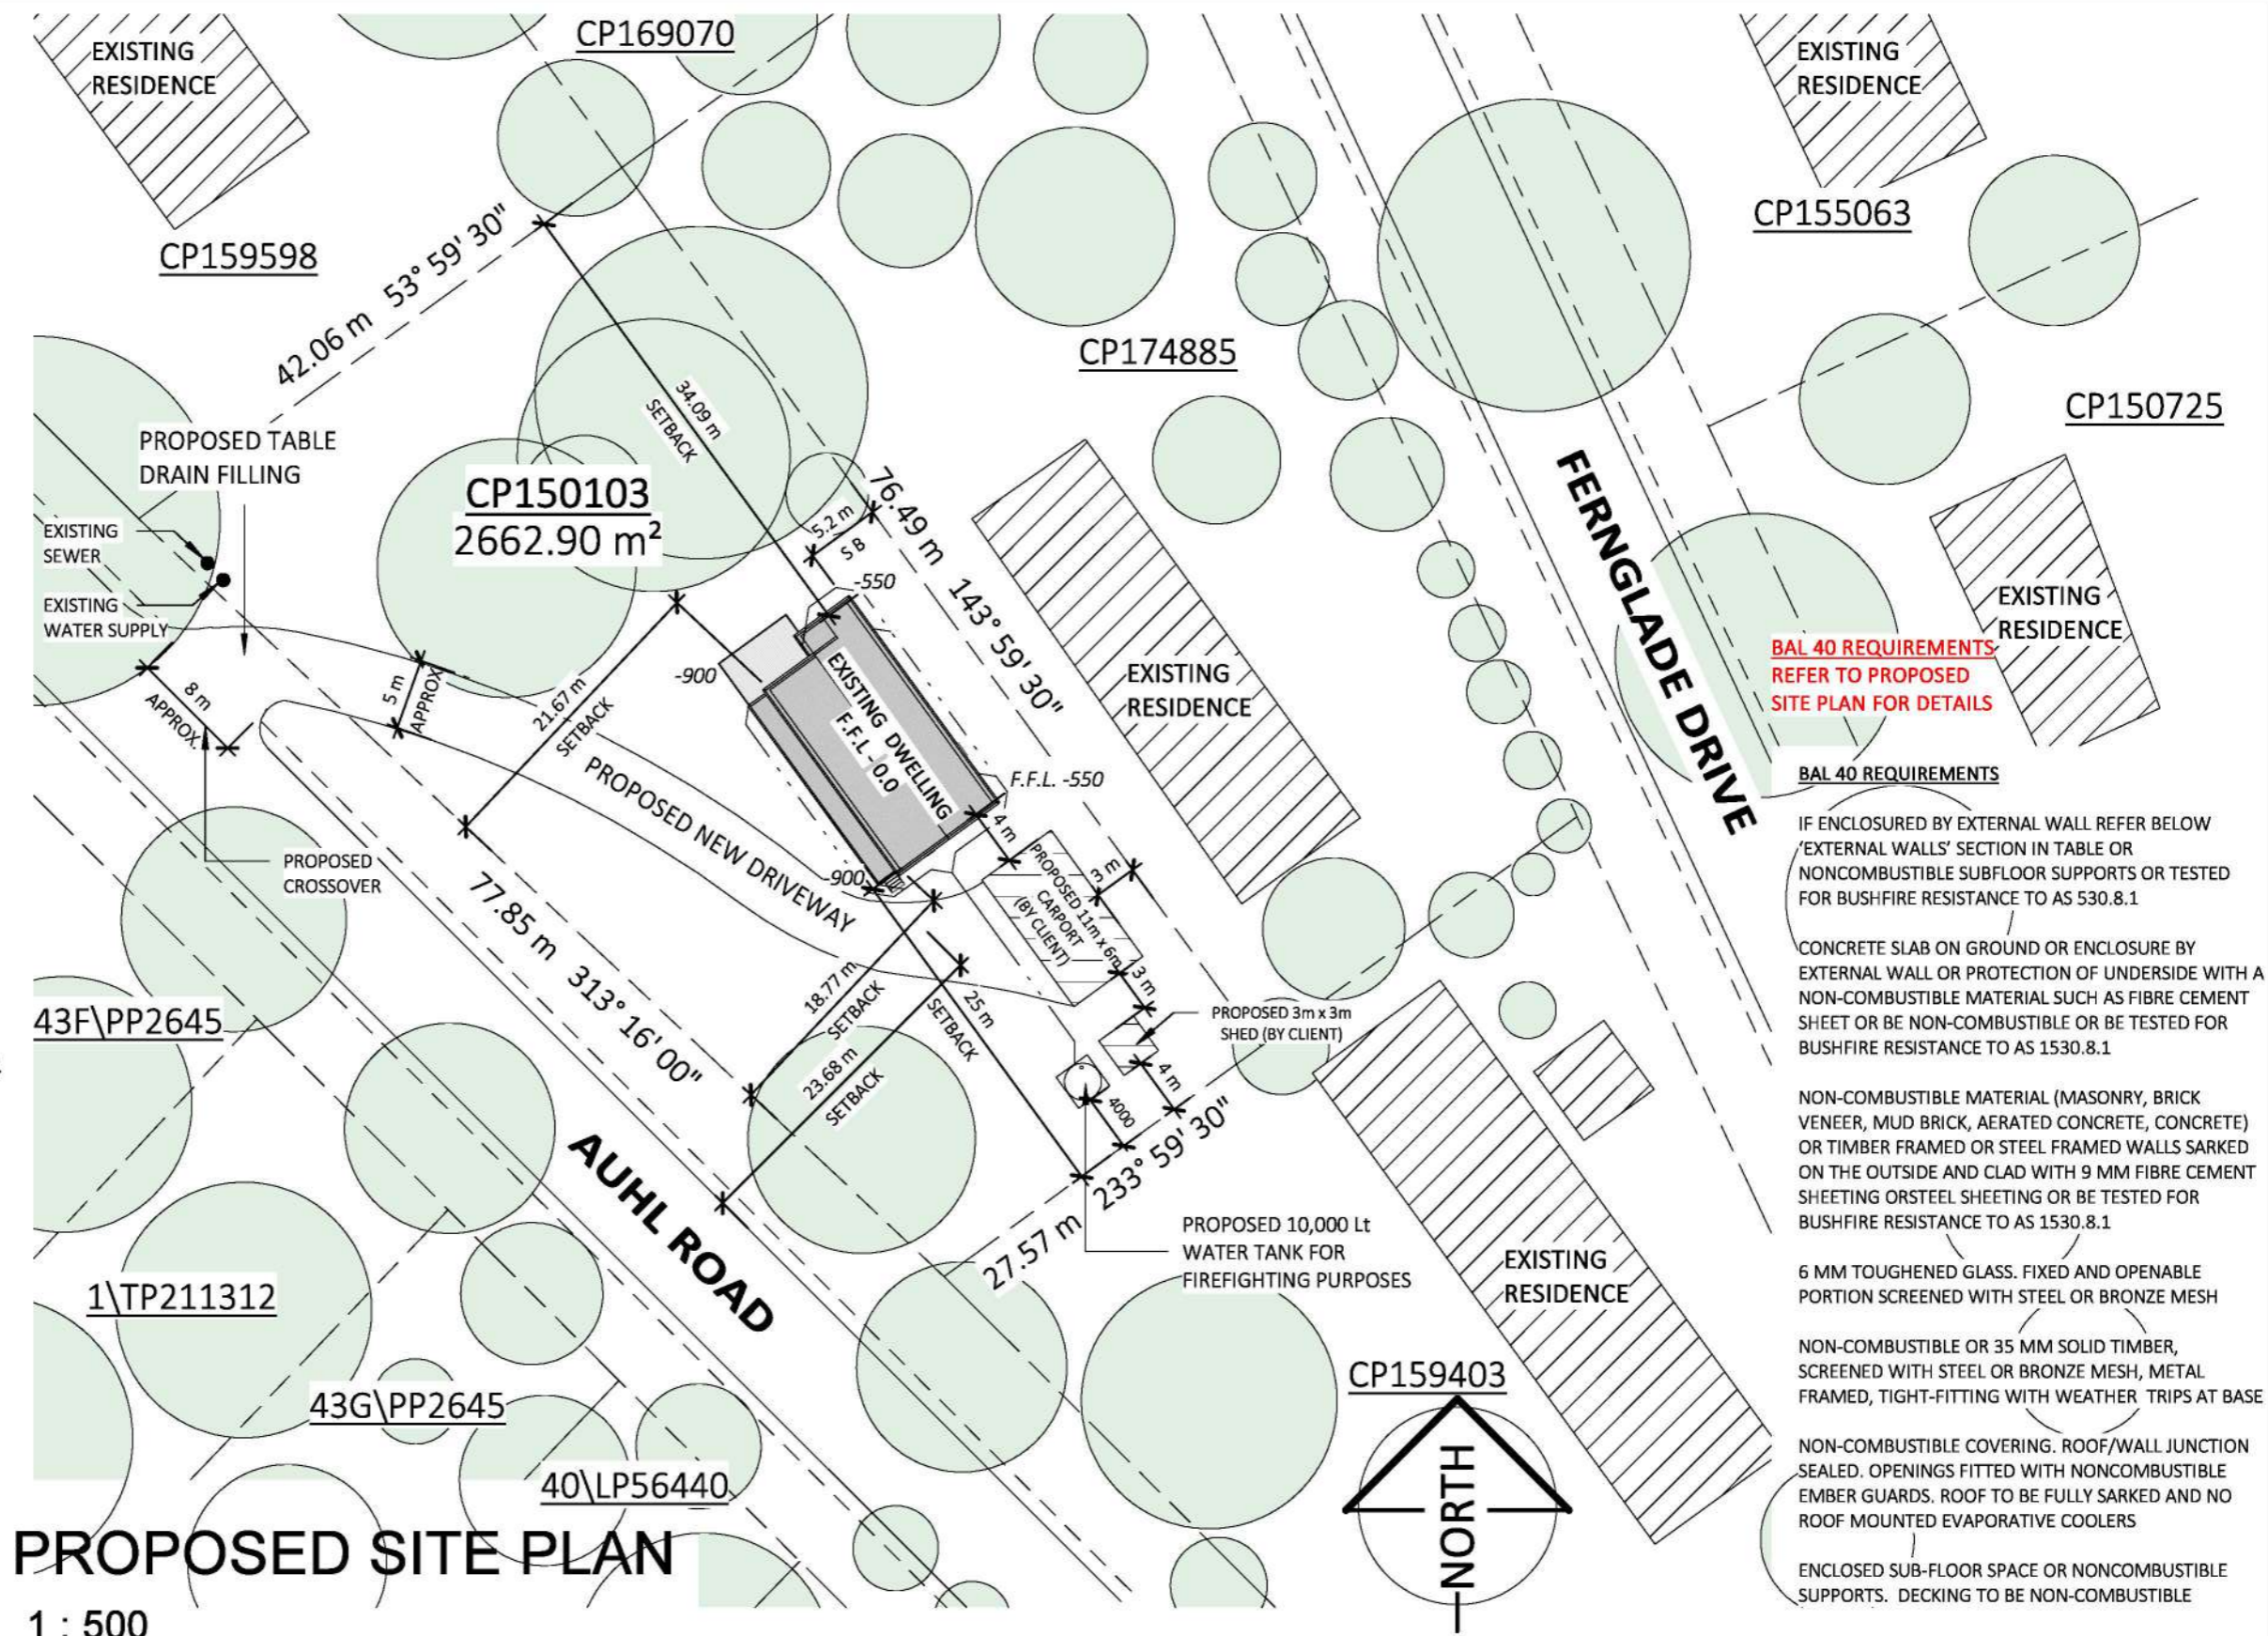 CP169070
EXISTING
RESIDENCE
EXISTING
RESIDENCE
CP159598
CP155063
42.06 m 53° 59' 30"
CP174885
CP150725
34.09 m
SETBACK
PROPOSED TABLE
DRAIN FILLING
CP150103
2662.90 m²
EXISTING
SEWER
EXISTING
WATER SUPPLY
5.2 m
S B
76.49 m 143° 59' 30"
-550
-900
EXISTING DWELLING
F.F.L - 0.0
F.F.L. -550
-900
EXISTING
RESIDENCE
FERNGLADE DRIVE
EXISTING
RESIDENCE
8 m
APPROX.
5 m
APPROX
21.67 m
SETBACK
PROPOSED NEW DRIVEWAY
PROPOSED
CROSSOVER
77.85 m 313° 16' 00"
4 m
PROPOSED 11m x 6m
CARPORT
(BY CLIENT)
3 m
3 m
PROPOSED 3m x 3m
SHED (BY CLIENT)
4 m
4000
18.77 m
SETBACK
23.68 m
SETBACK
25 m
SETBACK
27.57 m 233° 59' 30"
PROPOSED 10,000 Lt
WATER TANK FOR
FIREFIGHTING PURPOSES
EXISTING
RESIDENCE
AUHL ROAD
43F\PP2645
1\TP211312
43G\PP2645
40\LP56440
CP159403
NORTH
PROPOSED SITE PLAN
1 : 500
BAL 40 REQUIREMENTS
REFER TO PROPOSED
SITE PLAN FOR DETAILS
BAL 40 REQUIREMENTS
IF ENCLOSURED BY EXTERNAL WALL REFER BELOW
'EXTERNAL WALLS' SECTION IN TABLE OR
NONCOMBUSTIBLE SUBFLOOR SUPPORTS OR TESTED
FOR BUSHFIRE RESISTANCE TO AS 530.8.1
CONCRETE SLAB ON GROUND OR ENCLOSURE BY
EXTERNAL WALL OR PROTECTION OF UNDERSIDE WITH A
NON-COMBUSTIBLE MATERIAL SUCH AS FIBRE CEMENT
SHEET OR BE NON-COMBUSTIBLE OR BE TESTED FOR
BUSHFIRE RESISTANCE TO AS 1530.8.1
NON-COMBUSTIBLE MATERIAL (MASONRY, BRICK
VENEER, MUD BRICK, AERATED CONCRETE, CONCRETE)
OR TIMBER FRAMED OR STEEL FRAMED WALLS SARKED
ON THE OUTSIDE AND CLAD WITH 9 MM FIBRE CEMENT
SHEETING ORSTEEL SHEETING OR BE TESTED FOR
BUSHFIRE RESISTANCE TO AS 1530.8.1
6 MM TOUGHENED GLASS. FIXED AND OPENABLE
PORTION SCREENED WITH STEEL OR BRONZE MESH
NON-COMBUSTIBLE OR 35 MM SOLID TIMBER,
SCREENED WITH STEEL OR BRONZE MESH, METAL
FRAMED, TIGHT-FITTING WITH WEATHER TRIPS AT BASE
NON-COMBUSTIBLE COVERING. ROOF/WALL JUNCTION
SEALED. OPENINGS FITTED WITH NONCOMBUSTIBLE
EMBER GUARDS. ROOF TO BE FULLY SARKED AND NO
ROOF MOUNTED EVAPORATIVE COOLERS
ENCLOSED SUB-FLOOR SPACE OR NONCOMBUSTIBLE
SUPPORTS. DECKING TO BE NON-COMBUSTIBLE